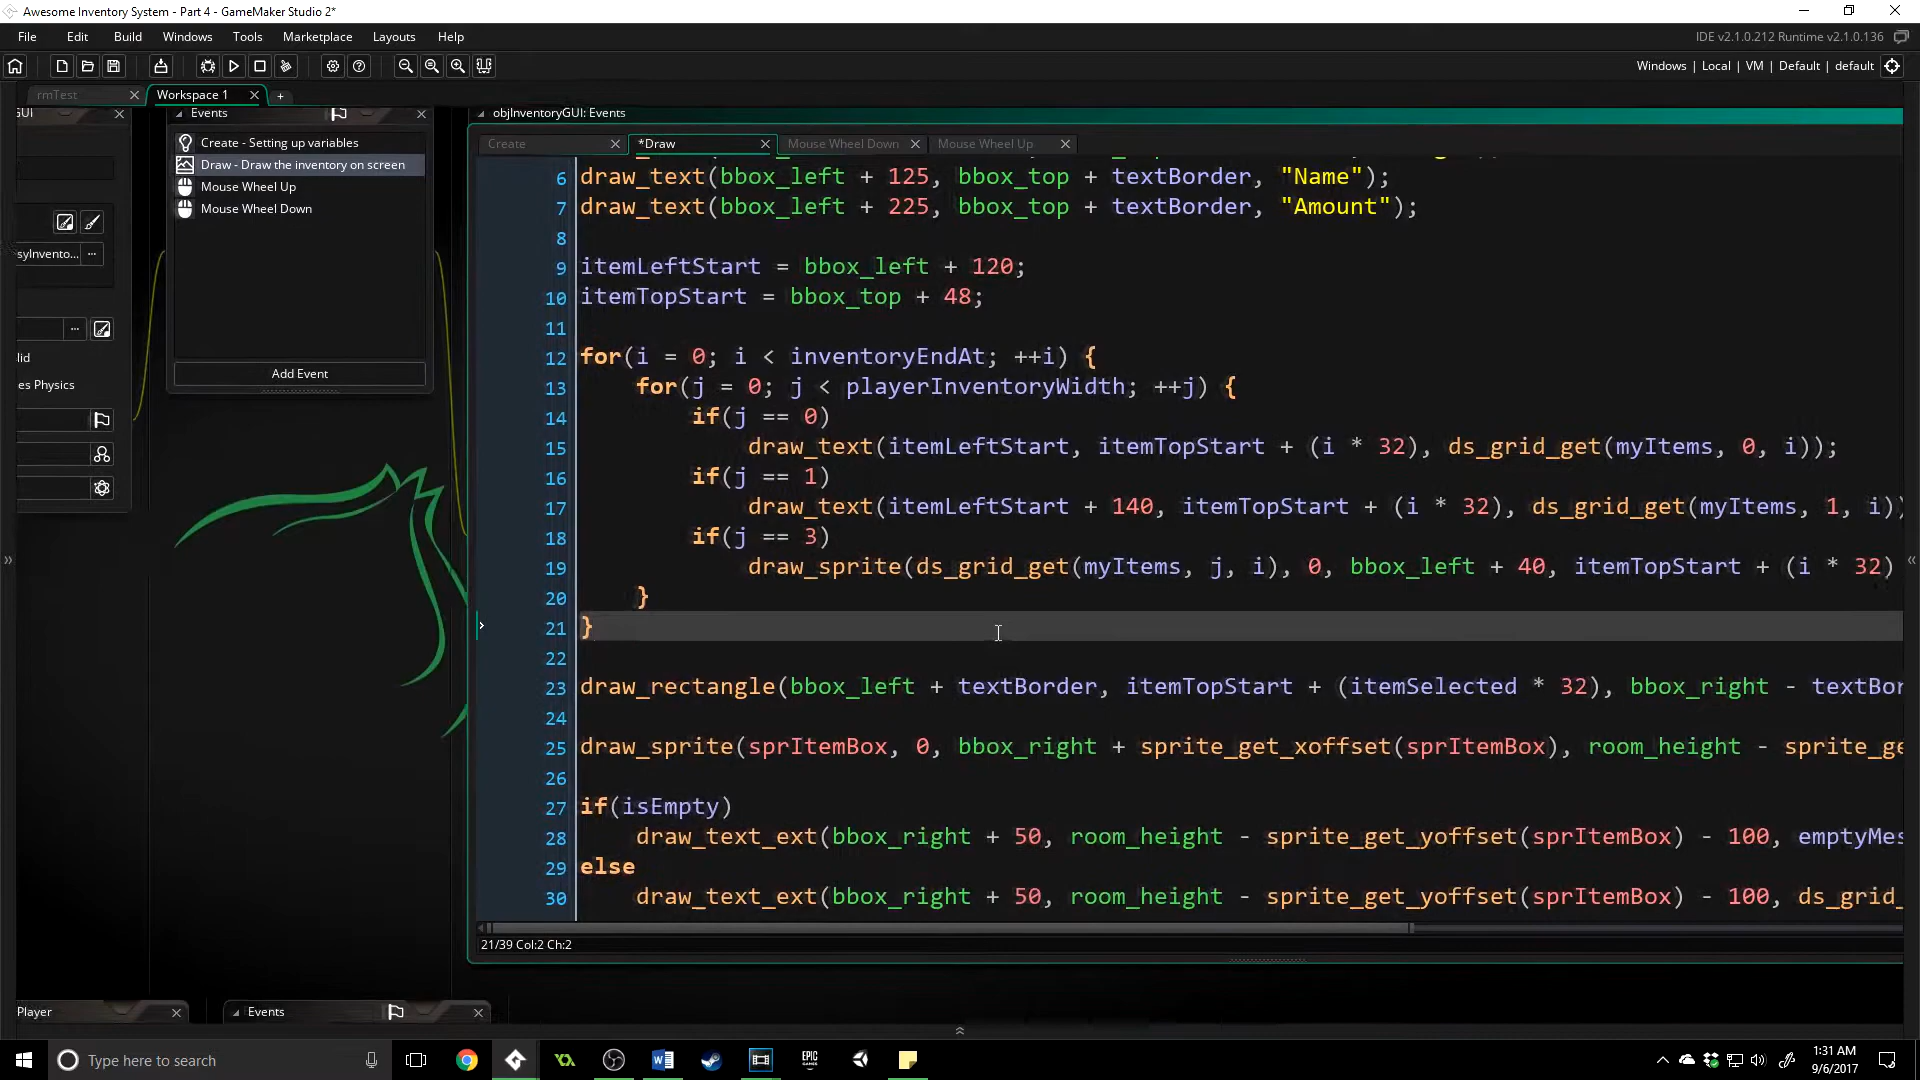 Awesome Inventory System - Part 4 - GameMaker Studio 2*
File Edit Build Windows Tools Marketplace Layouts Help
IDE v2.1.0.212 Runtime v2.1.0.136
Windows | Local | VM | Default | default
rmTest
Workspace 1
GUI
Events
objInventoryGUI: Events
Create - Setting up variables
Draw - Draw the inventory on screen
Mouse Wheel Up
Mouse Wheel Down
Add Event
syInvento...
lid
es Physics
Create
*Draw
Mouse Wheel Down
Mouse Wheel Up
6 draw_text(bbox_left + 125, bbox_top + textBorder, "Name");
7 draw_text(bbox_left + 225, bbox_top + textBorder, "Amount");
8
9 itemLeftStart = bbox_left + 120;
10 itemTopStart = bbox_top + 48;
11
12 for(i = 0; i < inventoryEndAt; ++i) {
13 for(j = 0; j < playerInventoryWidth; ++j) {
14 if(j == 0)
15 draw_text(itemLeftStart, itemTopStart + (i * 32), ds_grid_get(myItems, 0, i));
16 if(j == 1)
17 draw_text(itemLeftStart + 140, itemTopStart + (i * 32), ds_grid_get(myItems, 1, i))
18 if(j == 3)
19 draw_sprite(ds_grid_get(myItems, j, i), 0, bbox_left + 40, itemTopStart + (i * 32)
20 }
21 }
22
23 draw_rectangle(bbox_left + textBorder, itemTopStart + (itemSelected * 32), bbox_right - textBor
24
25 draw_sprite(sprItemBox, 0, bbox_right + sprite_get_xoffset(sprItemBox), room_height - sprite_ge
26
27 if(isEmpty)
28 draw_text_ext(bbox_right + 50, room_height - sprite_get_yoffset(sprItemBox) - 100, emptyMes
29 else
30 draw_text_ext(bbox_right + 50, room_height - sprite_get_yoffset(sprItemBox) - 100, ds_grid_
21/39 Col:2 Ch:2
Player
Events
Type here to search
EPIC GAMES
1:31 AM
9/6/2017